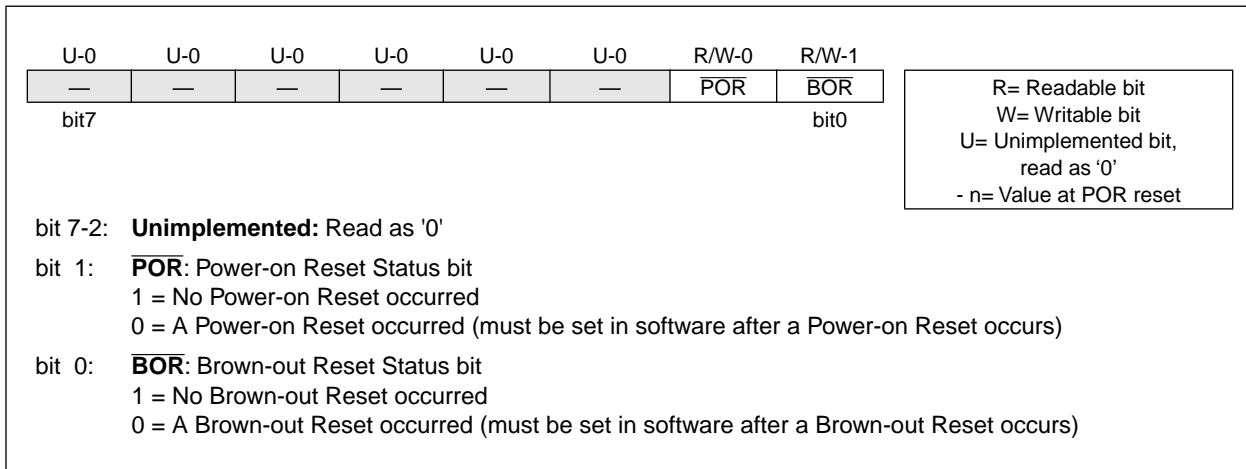 U-0 U-0 U-0 U-0 U-0 U-0 R/W-0 R/W-1
— — — — — — P̅O̅R̅ B̅O̅R̅
bit7 bit0
R= Readable bit
W= Writable bit
U= Unimplemented bit,
read as ‘0’
- n= Value at POR reset
bit 7-2: Unimplemented: Read as '0'
bit 1: P̅O̅R̅: Power-on Reset Status bit
1 = No Power-on Reset occurred
0 = A Power-on Reset occurred (must be set in software after a Power-on Reset occurs)
bit 0: B̅O̅R̅: Brown-out Reset Status bit
1 = No Brown-out Reset occurred
0 = A Brown-out Reset occurred (must be set in software after a Brown-out Reset occurs)